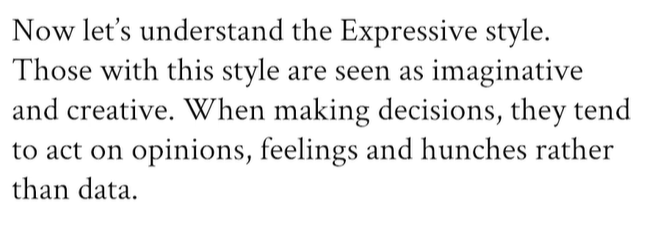 Now let’s understand the Expressive style.
Those with this style are seen as imaginative
and creative. When making decisions, they tend
to act on opinions, feelings and hunches rather
than data.